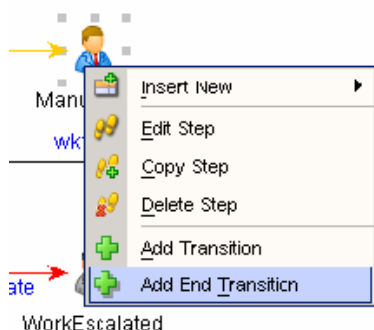 Insert New
Manu
Edit Step
wk
Copy Step
Delete Step
Add Transition
ate
Add End Transition
WorkEscalated